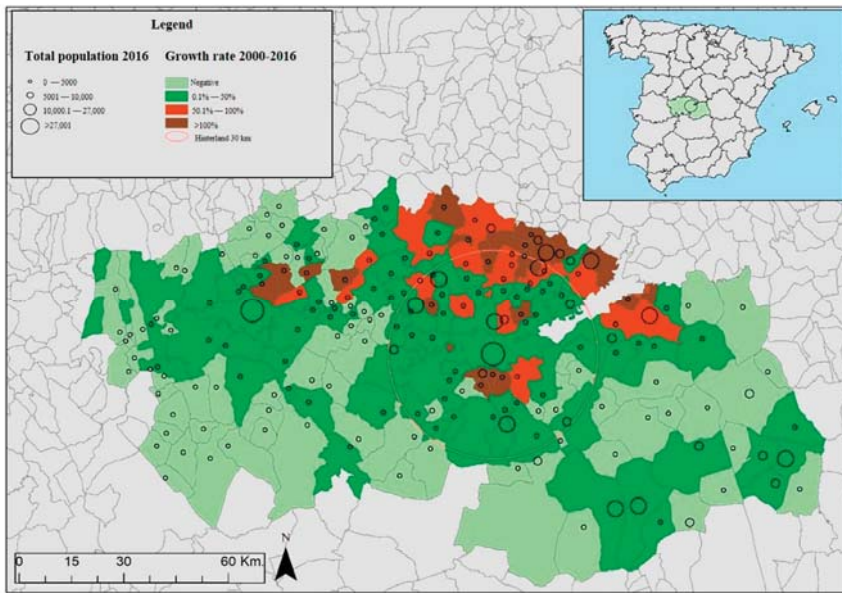 Legend
Total population 2016
0 — 5000
5001 — 10,000
10,000.1 — 27,000
>27,001
Growth rate 2000-2016
Negative
0.1% — 50%
50.1% — 100%
>100%
Hinterland 30 km
N
0 15 30 60 Km.